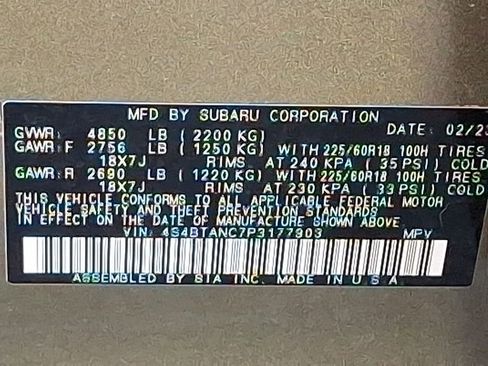 MFD BY SUBARU CORPORATION
GVWR: 4850 LB (2200 KG) DATE: 02/23
GAWR: F 2756 LB (1250 KG) WITH 225/60R18 100H TIRES
18X7J RIMS AT 240 KPA (35 PSI) COLD
GAWR: R 2690 LB (1220 KG) WITH 225/60R18 100H TIRES
18X7J RIMS AT 230 KPA (33 PSI) COLD
THIS VEHICLE CONFORMS TO ALL APPLICABLE FEDERAL MOTOR
VEHICLE SAFETY AND THEFT PREVENTION STANDARDS
IN EFFECT ON THE DATE OF MANUFACTURE SHOWN ABOVE.
VIN: 4S4BTANC7P3177903 MPV
ASSEMBLED BY SIA INC. MADE IN U.S.A.